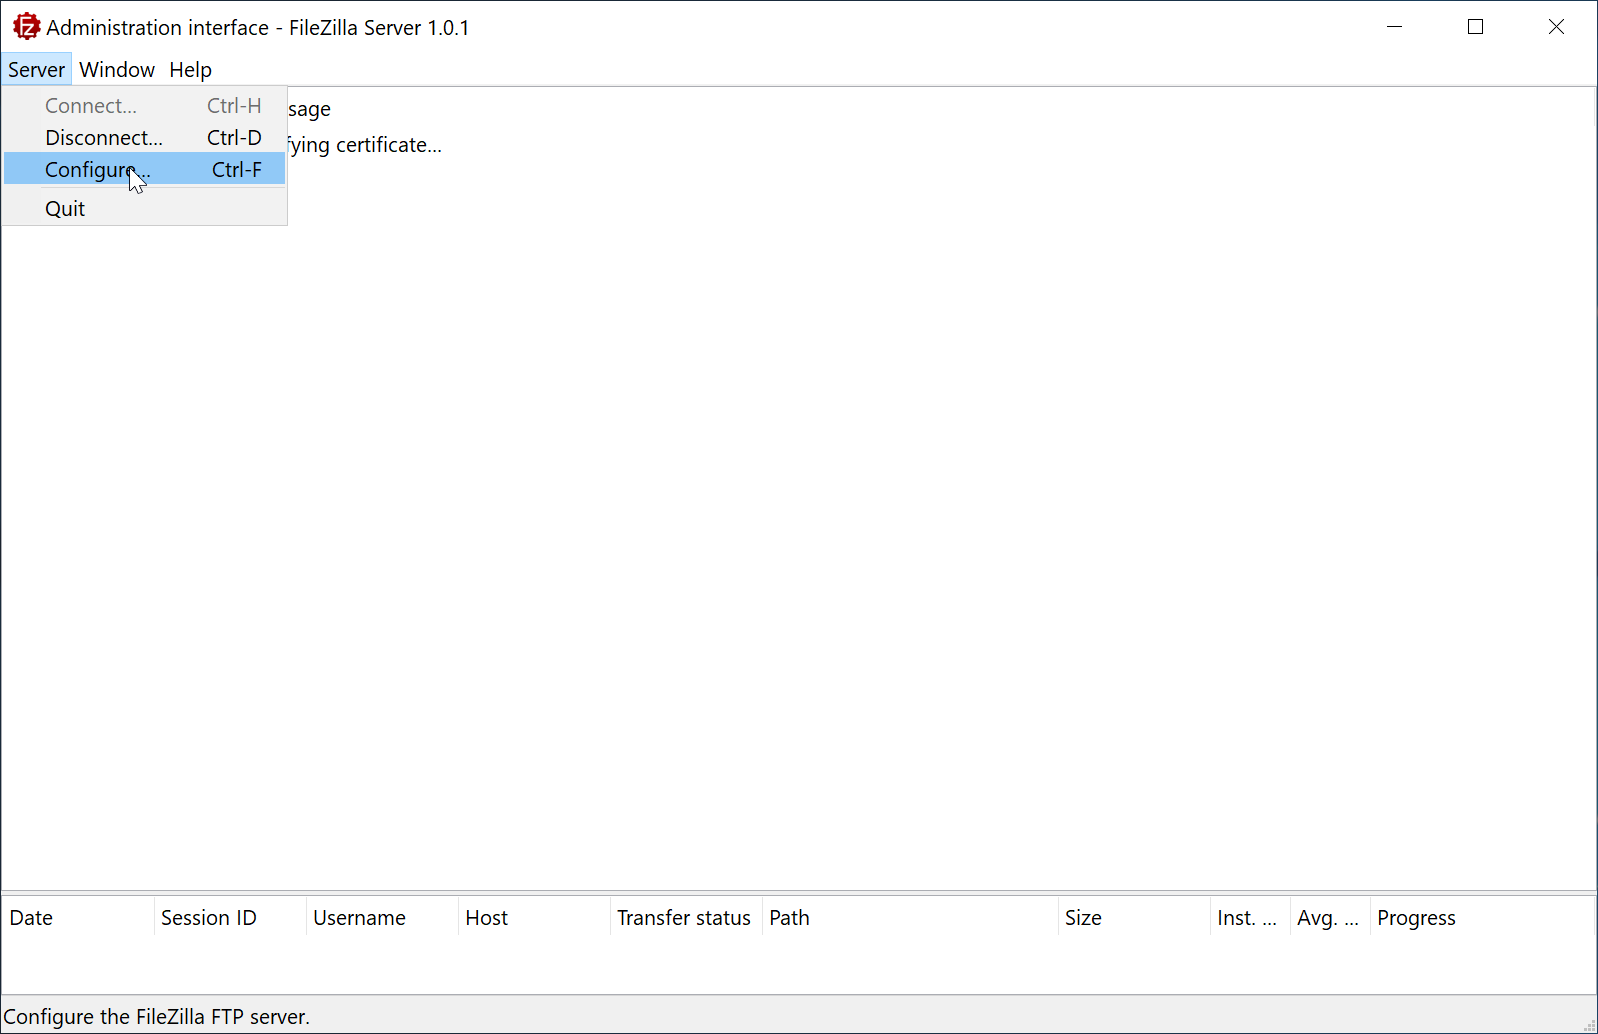 Administration interface - FileZilla Server 1.0.1
Server Window Help
Connect... Ctrl-H
sage
Disconnect... Ctrl-D
fying certificate...
Configure... Ctrl-F
Quit
Date Session ID Username Host Transfer status Path Size Inst. ... Avg. ... Progress
Configure the FileZilla FTP server.